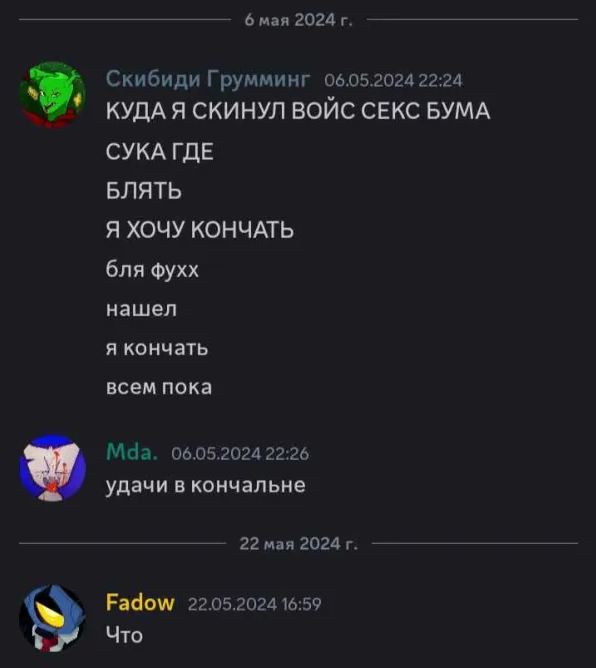 6 мая 2024 г.
Скибиди Грумминг 06.05.2024 22:24
КУДА Я СКИНУЛ ВОЙС СЕКС БУМА
СУКА ГДЕ
БЛЯТЬ
Я ХОЧУ КОНЧАТЬ
бля фухх
нашел
я кончать
всем пока
Mda. 06.05.2024 22:26
удачи в кончальне
22 мая 2024 г.
Fadow 22.05.2024 16:59
Что